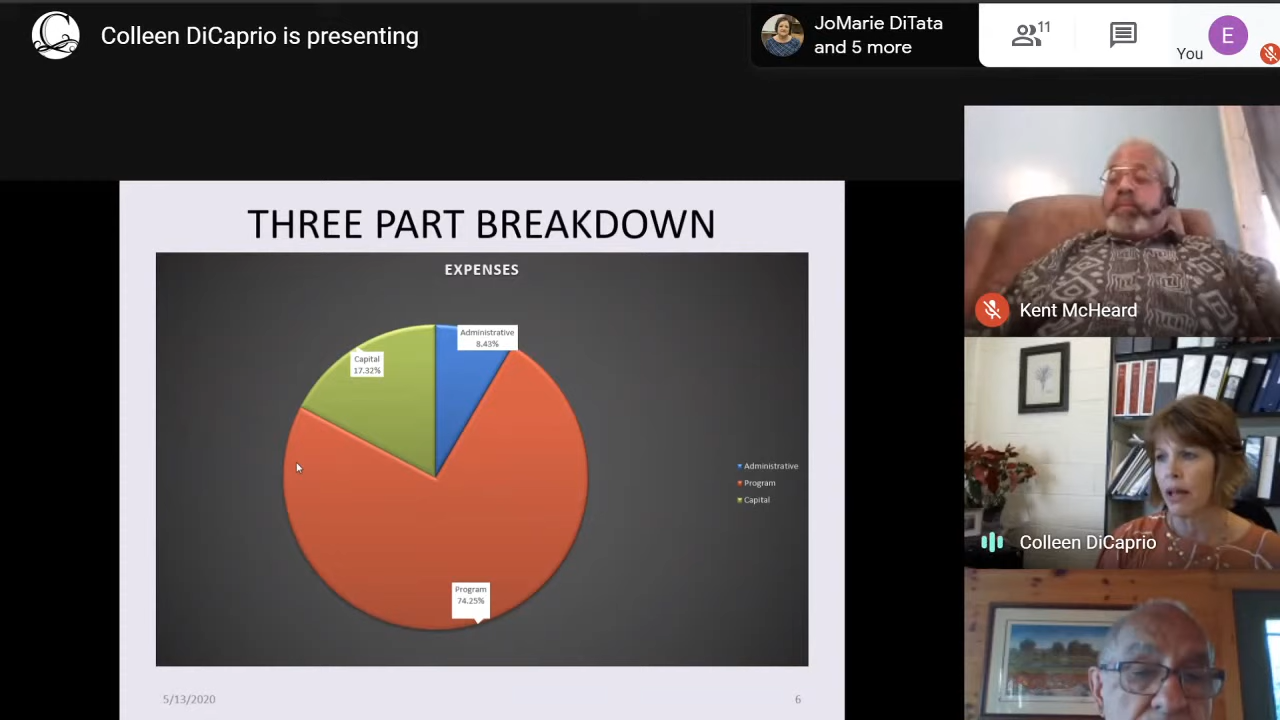 Colleen DiCaprio is presenting
JoMarie DiTata
and 5 more
11
You
E
THREE PART BREAKDOWN
EXPENSES
Administrative
8.43%
Capital
17.32%
Program
74.25%
Administrative
Program
Capital
5/13/2020
6
Kent McHeard
Colleen DiCaprio